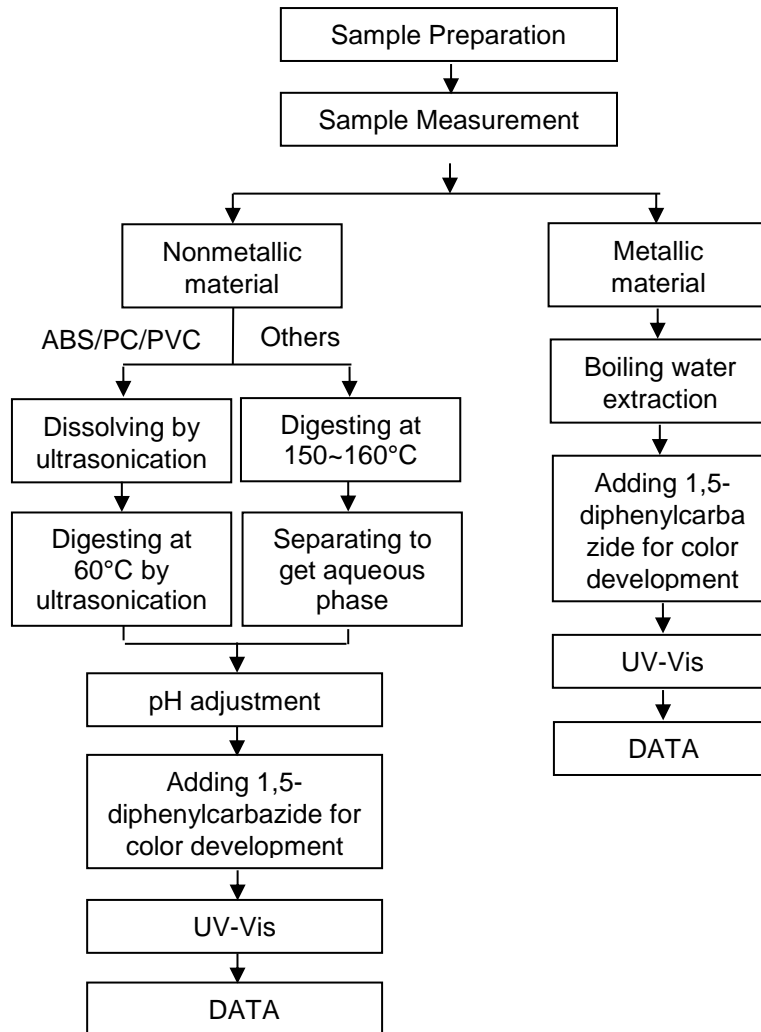 Sample Preparation
Sample Measurement
Nonmetallic
material
Metallic
material
ABS/PC/PVC
Others
Boiling water
extraction
Dissolving by
ultrasonication
Digesting at
150~160°C
Adding 1,5-
diphenylcarba
zide for color
development
Digesting at
60°C by
ultrasonication
Separating to
get aqueous
phase
UV-Vis
pH adjustment
DATA
Adding 1,5-
diphenylcarbazide for
color development
UV-Vis
DATA